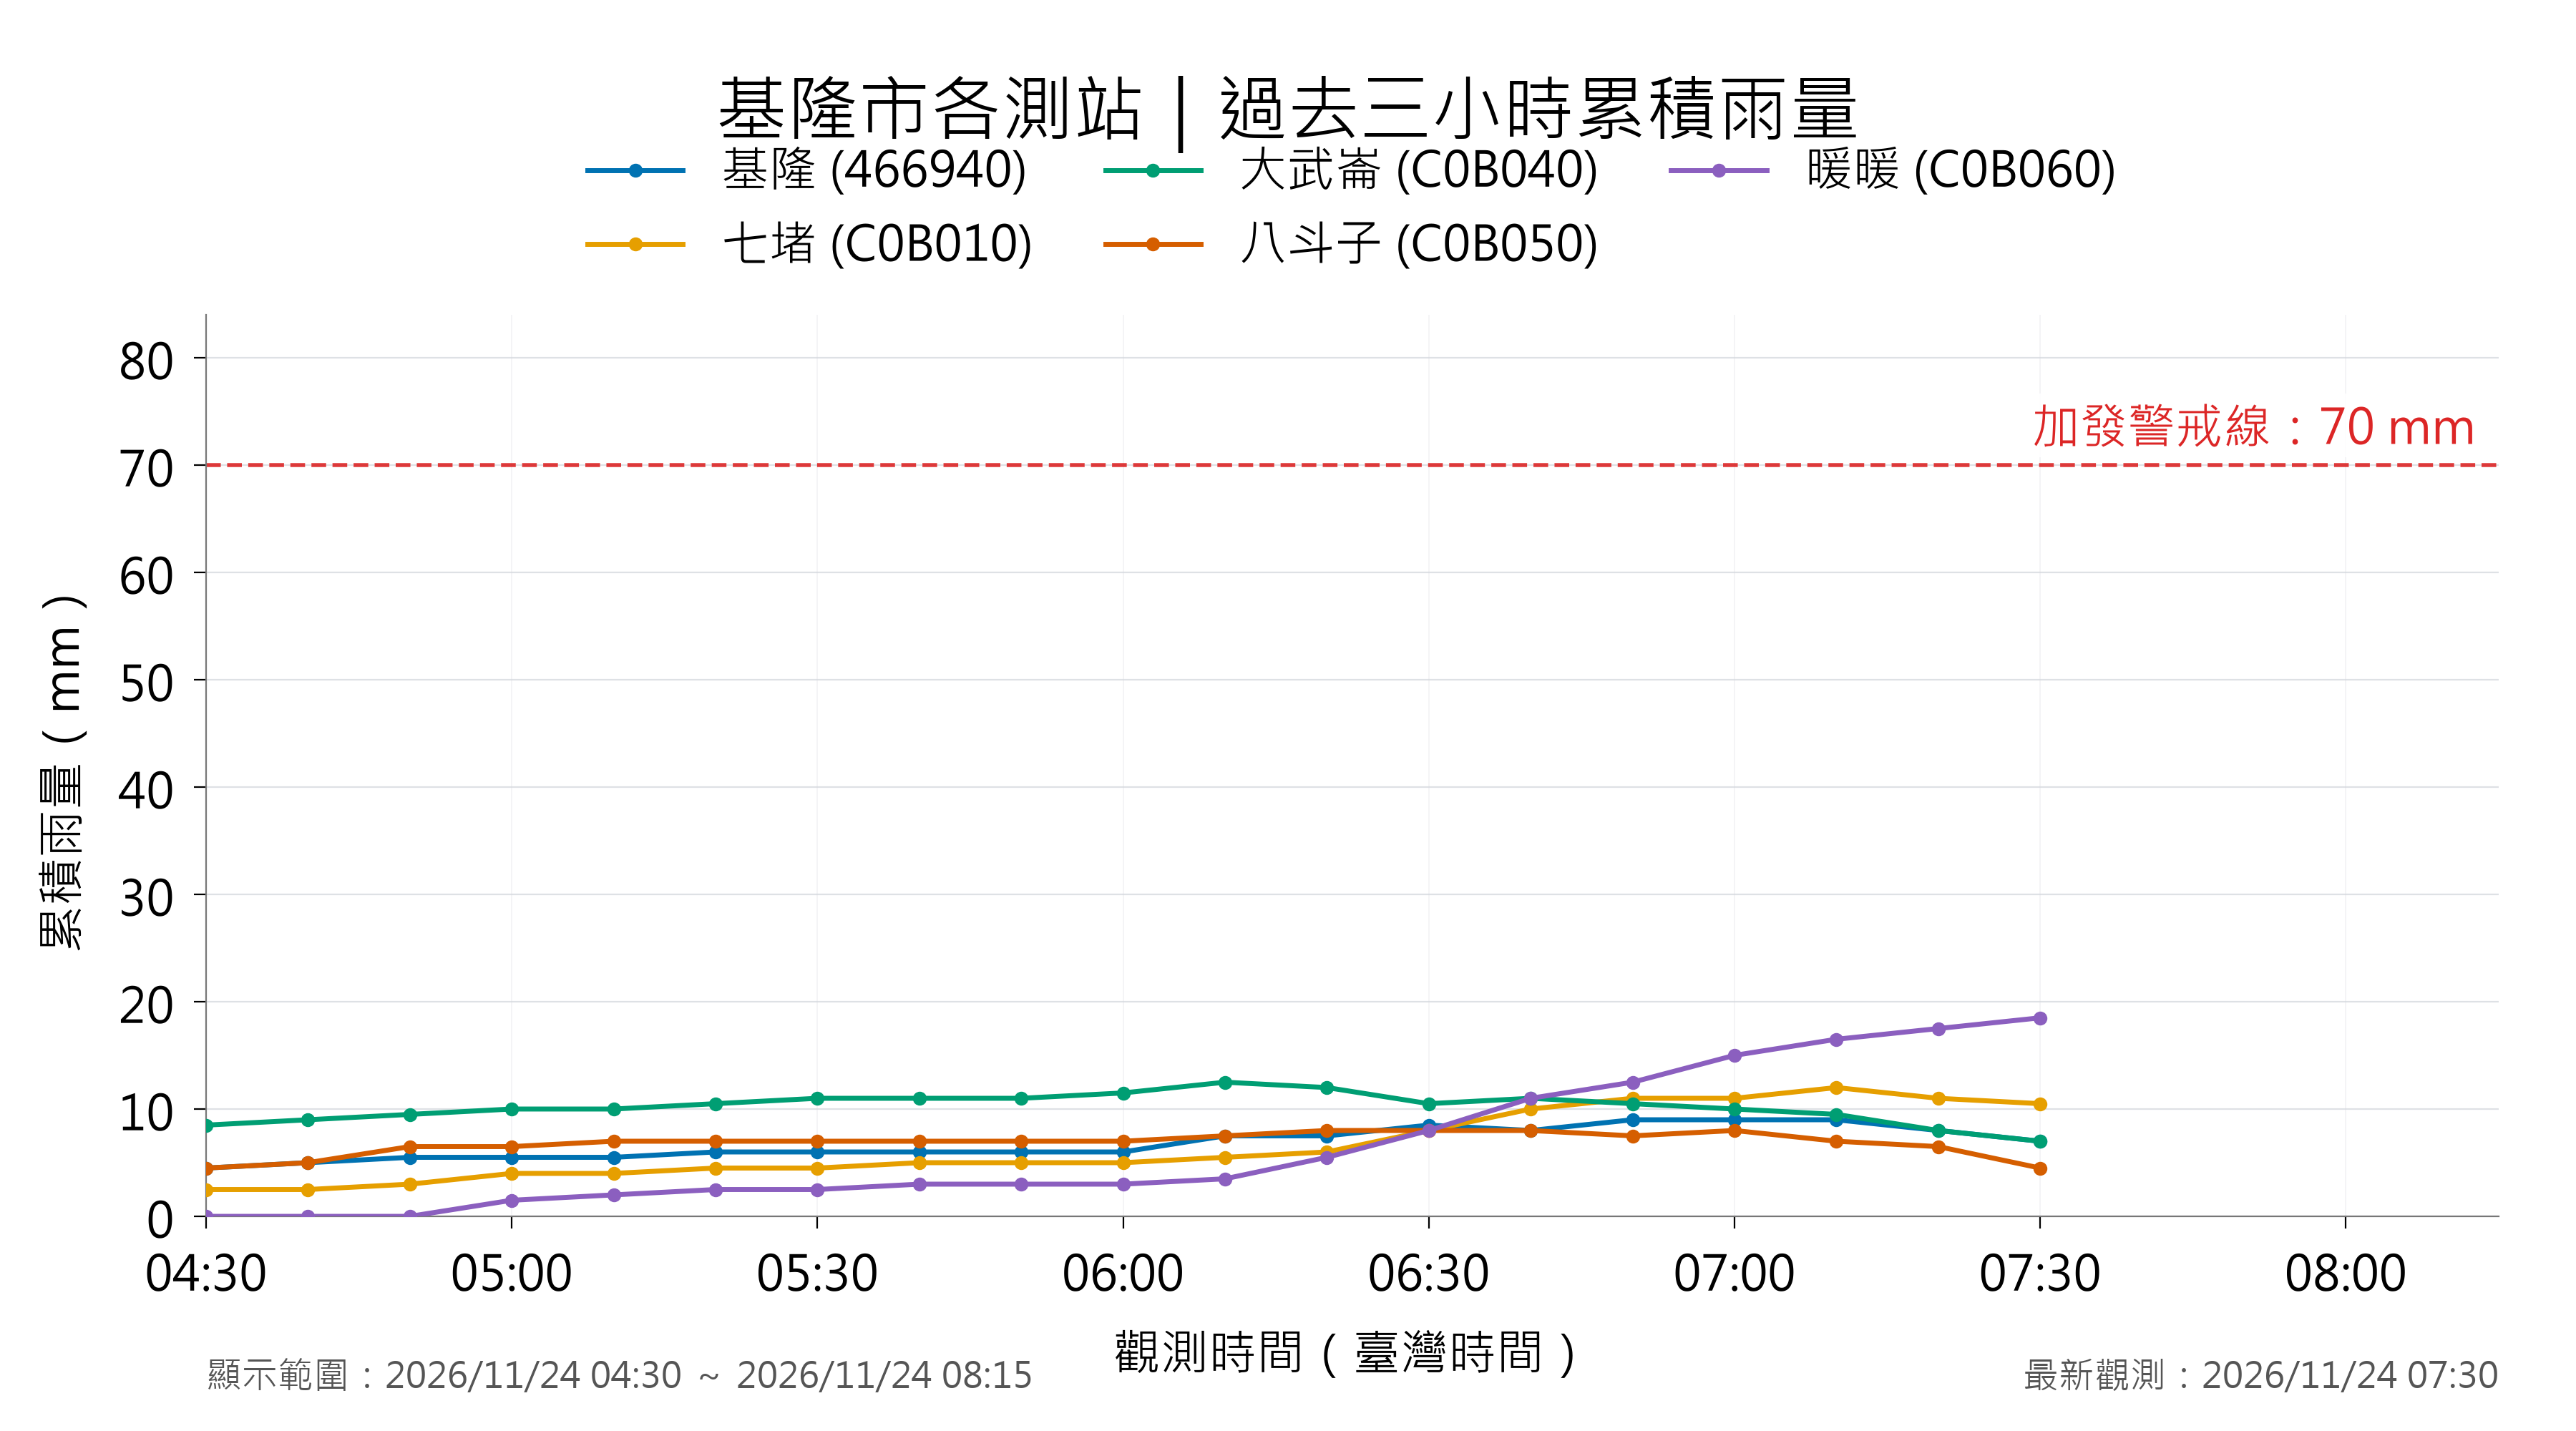 基隆市各測站｜過去三小時累積雨量
基隆 (466940) 大武崙 (C0B040) 暖暖 (C0B060)
七堵 (C0B010) 八斗子 (C0B050)
80
加發警戒線：70 mm
70
60
50
40
30
20
10
0
累積雨量（mm）
04:30 05:00 05:30 06:00 06:30 07:00 07:30 08:00
觀測時間（臺灣時間）
顯示範圍：2026/11/24 04:30 ~ 2026/11/24 08:15
最新觀測：2026/11/24 07:30